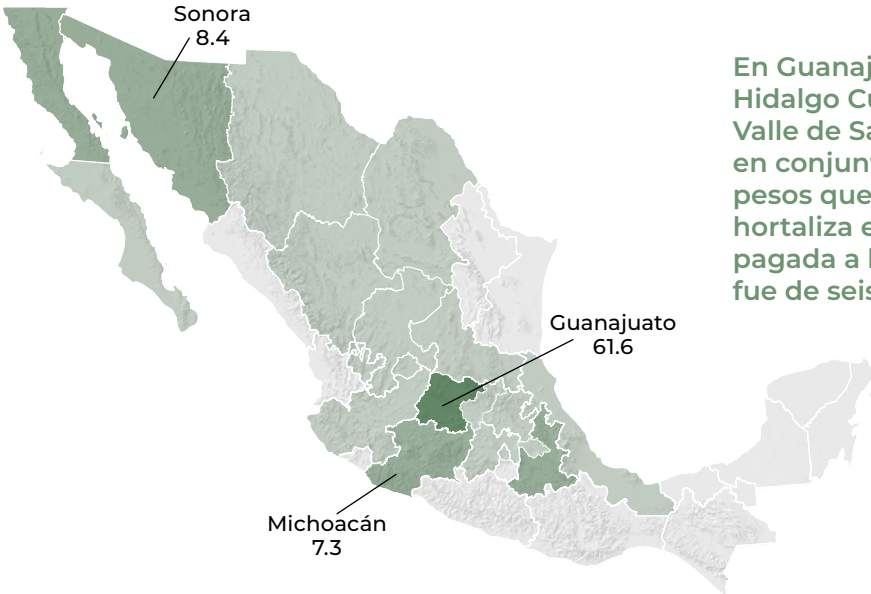 Sonora
8.4
En Guanaj
Hidalgo Cu
Valle de Sa
en conjunt
pesos que
hortaliza e
pagada a l
fue de seis
Guanajuato
61.6
Michoacán
7.3